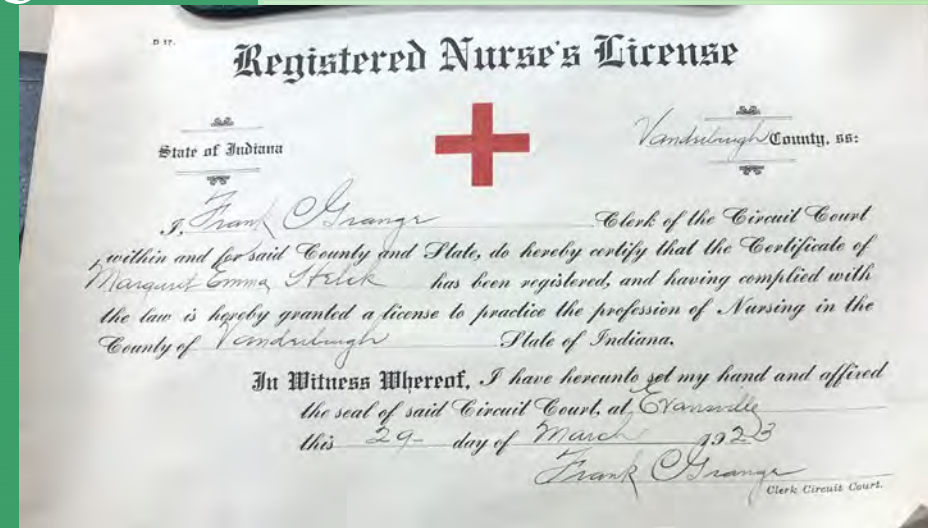 D 17.
Registered Nurse's License
State of Indiana
Vanderburgh County, ss:
I, Frank C Grange Clerk of the Circuit Court
within and for said County and State, do hereby certify that the Certificate of
Margaret Emma has been registered, and having complied with
the law is hereby granted a license to practice the profession of Nursing in the
County of Vanderburgh State of Indiana.
In Witness Whereof, I have hereunto set my hand and affixed
the seal of said Circuit Court, at Evansville
this 29- day of March 1923
Frank C Grange
Clerk Circuit Court.